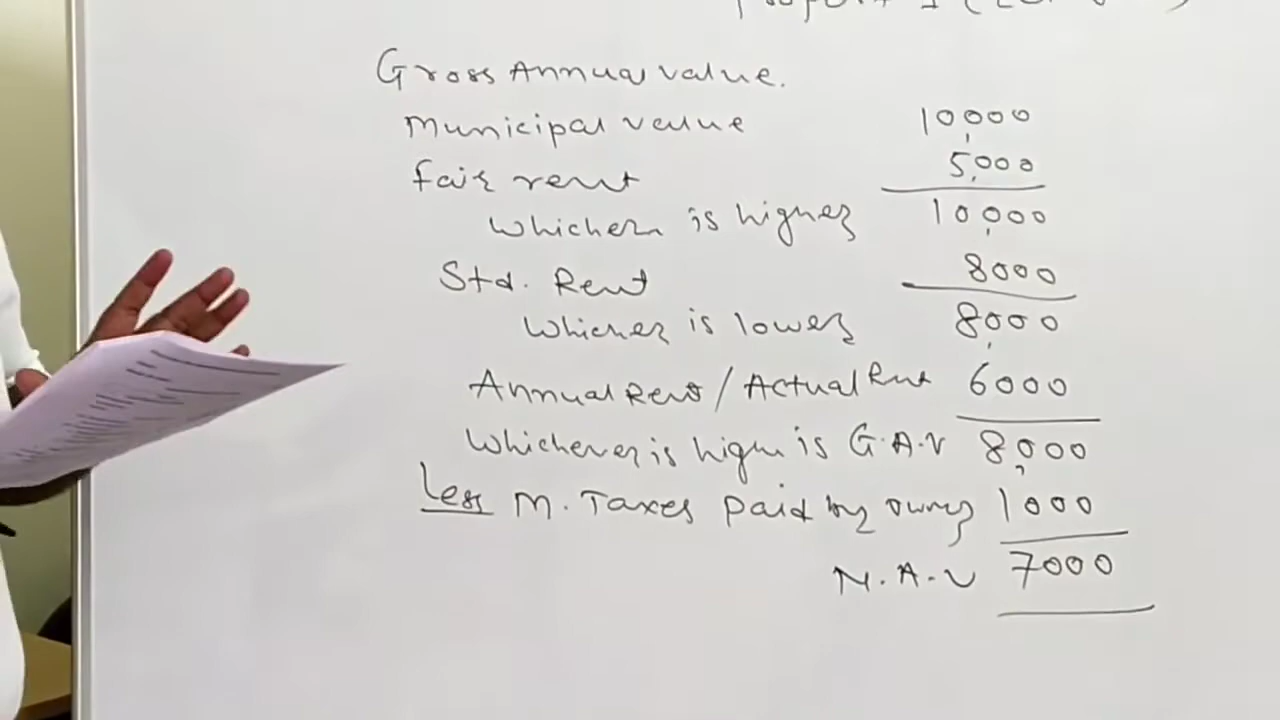 Gross Annual value.
Municipal value 10,000
fair rent 5,000
Whichern is higher 10,000
Std. Rent 8000
Whicher is lower 8,000
Annual Rent / Actual Rent 6000
Whichever is high is G.A.V 8,000
Less M. Taxes Paid by owner 1000
N.A.V 7000